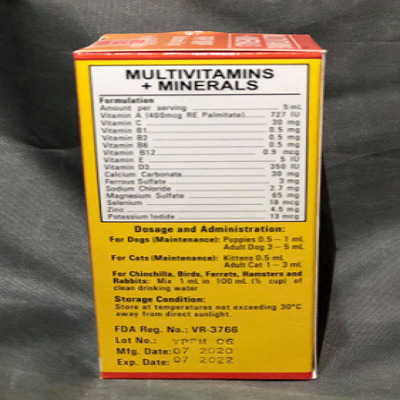 MULTIVITAMINS
+ MINERALS
Formulation
Amount per serving 5 mL
Vitamin A (400mcg RE Palmitate) 727 IU
Vitamin C 30 mg
Vitamin B1 0.5 mg
Vitamin B2 0.5 mg
Vitamin B6 0.5 mg
Vitamin B12 0.9 mcg
Vitamin E 5 IU
Vitamin D3 350 IU
Calcium Carbonate 30 mg
Ferrous Sulfate 3 mg
Sodium Chloride 2.7 mg
Magnesium Sulfate 65 mg
Selenium 18 mcg
Zinc 4.5 mg
Potassium Iodide 13 mcg
Dosage and Administration:
For Dogs (Maintenance): Puppies 0.5 – 1 mL
Adult Dog 3 – 5 mL
For Cats (Maintenance): Kittens 0.5 mL
Adult Cat 1 – 3 mL
For Chinchilla, Birds, Ferrets, Hamsters and
Rabbits: Mix 1 mL in 100 mL (½ cup) of
clean drinking water
Storage Condition:
Store at temperatures not exceeding 30°C
away from direct sunlight.
FDA Reg. No.: VR-3766
Lot No.: VPPM 06
Mfg. Date: 07 2020
Exp. Date: 07 2022